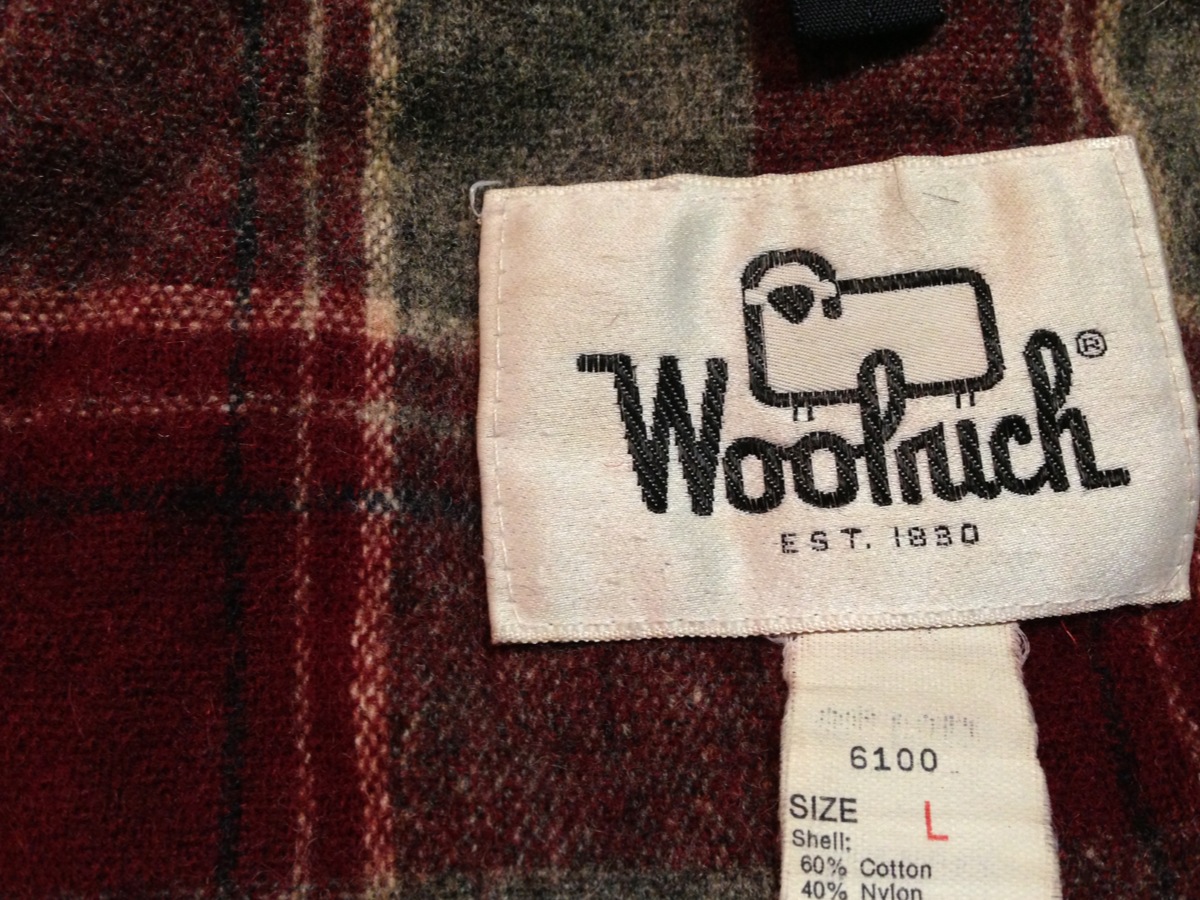 Woolrich®
EST. 1830
6100
SIZE L
Shell:
60% Cotton
40% Nylon